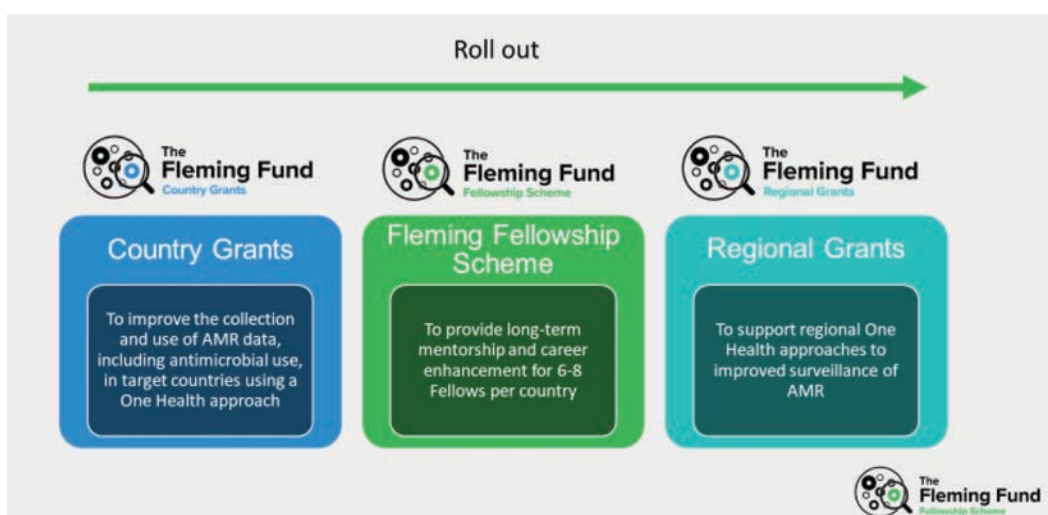 Roll out
The
Fleming Fund
Country Grants
The
Fleming Fund
Fellowship Scheme
The
Fleming Fund
Regional Grants
Country Grants
To improve the collection
and use of AMR data,
including antimicrobial use,
in target countries using a
One Health approach
Fleming Fellowship
Scheme
To provide long-term
mentorship and career
enhancement for 6-8
Fellows per country
Regional Grants
To support regional One
Health approaches to
improved surveillance of
AMR
The
Fleming Fund
Fellowship Scheme